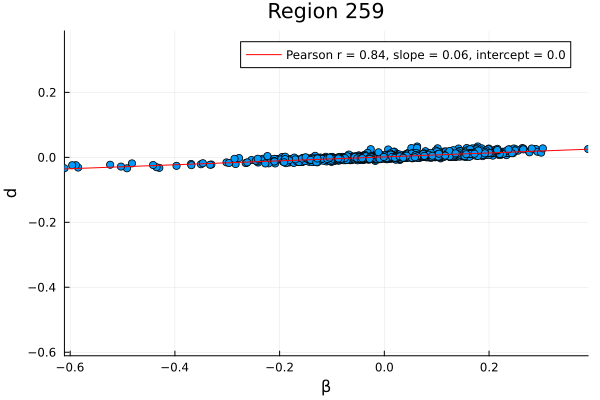 Region 259
Pearson r = 0.84, slope = 0.06, intercept = 0.0
d
0.2
0.0
−0.2
−0.4
−0.6
−0.6 −0.4 −0.2 0.0 0.2
β